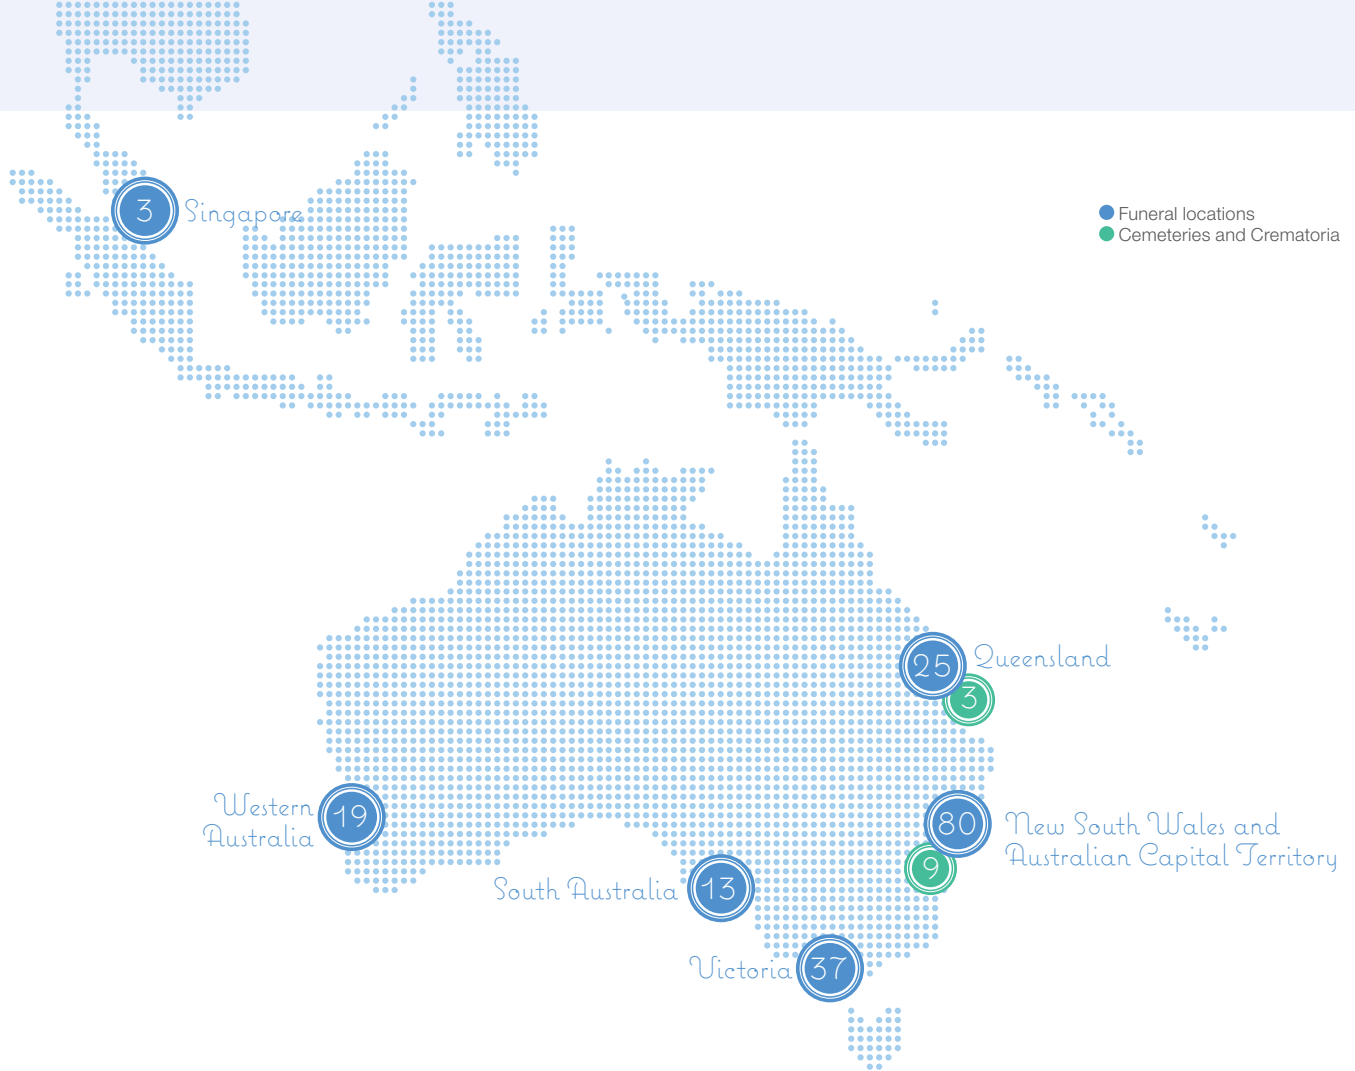 3 Singapore
Funeral locations
Cemeteries and Crematoria
25 Queensland
3
Western
Australia
19
80
New South Wales and
Australian Capital Territory
9
South Australia 13
Victoria 37